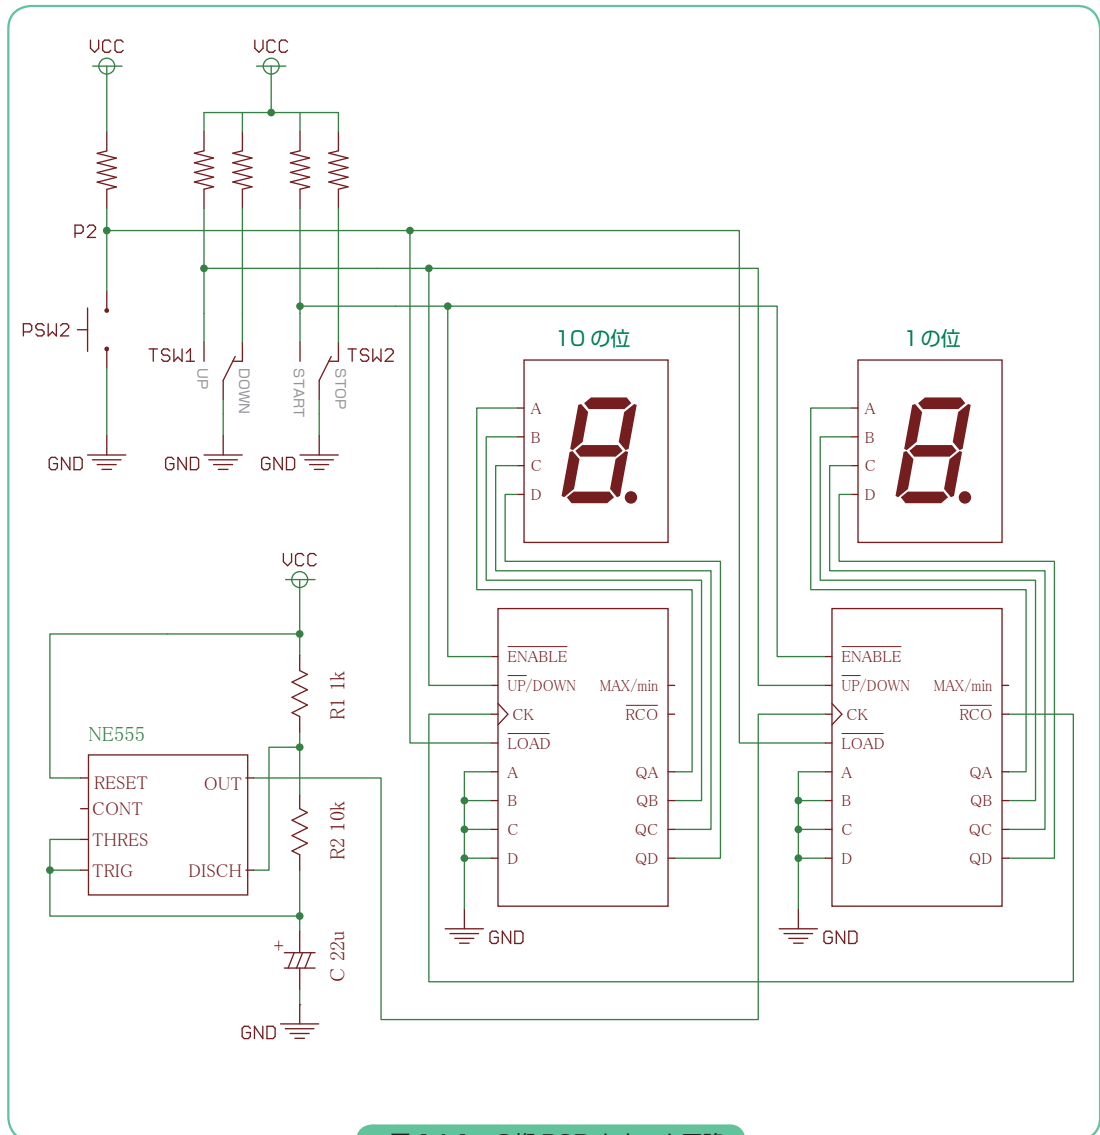 VCC
VCC
P2
PSW2
TSW1
UP
DOWN
START
STOP
TSW2
GND
GND
GND
10の位
A
B
C
D
1の位
A
B
C
D
VCC
R1 1k
NE555
RESET
CONT
THRES
TRIG
OUT
DISCH
R2 10k
+
C 22u
GND
ENABLE
UP/DOWN
CK
LOAD
A
B
C
D
MAX/min
RCO
QA
QB
QC
QD
GND
ENABLE
UP/DOWN
CK
LOAD
A
B
C
D
MAX/min
RCO
QA
QB
QC
QD
GND